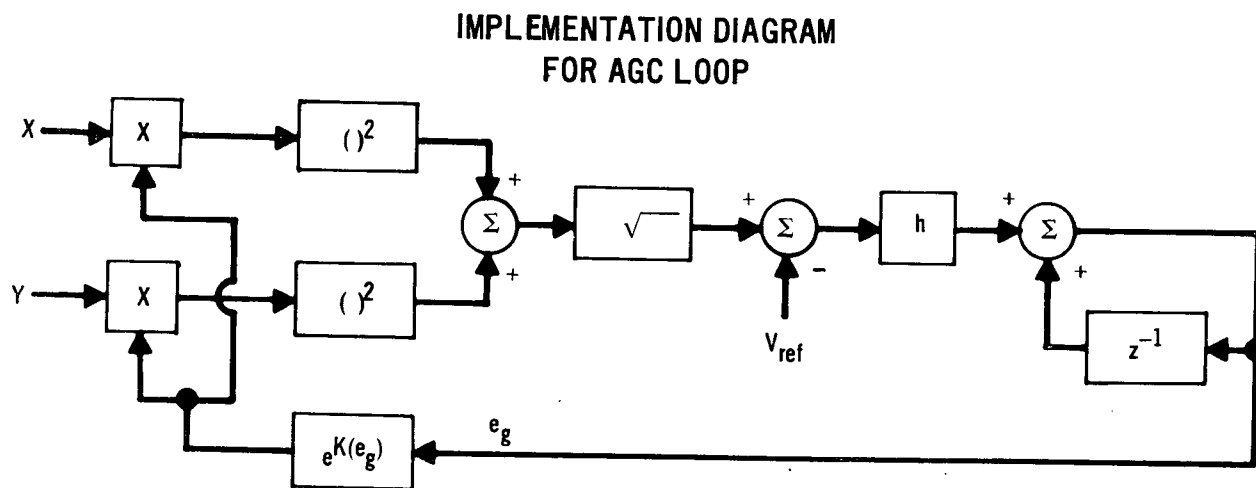 IMPLEMENTATION DIAGRAM
FOR AGC LOOP
X
X
( )²
+
Σ
+
√
+
Σ
−
V_ref
h
+
Σ
+
z⁻¹
Y
X
( )²
e^K(e_g)
e_g